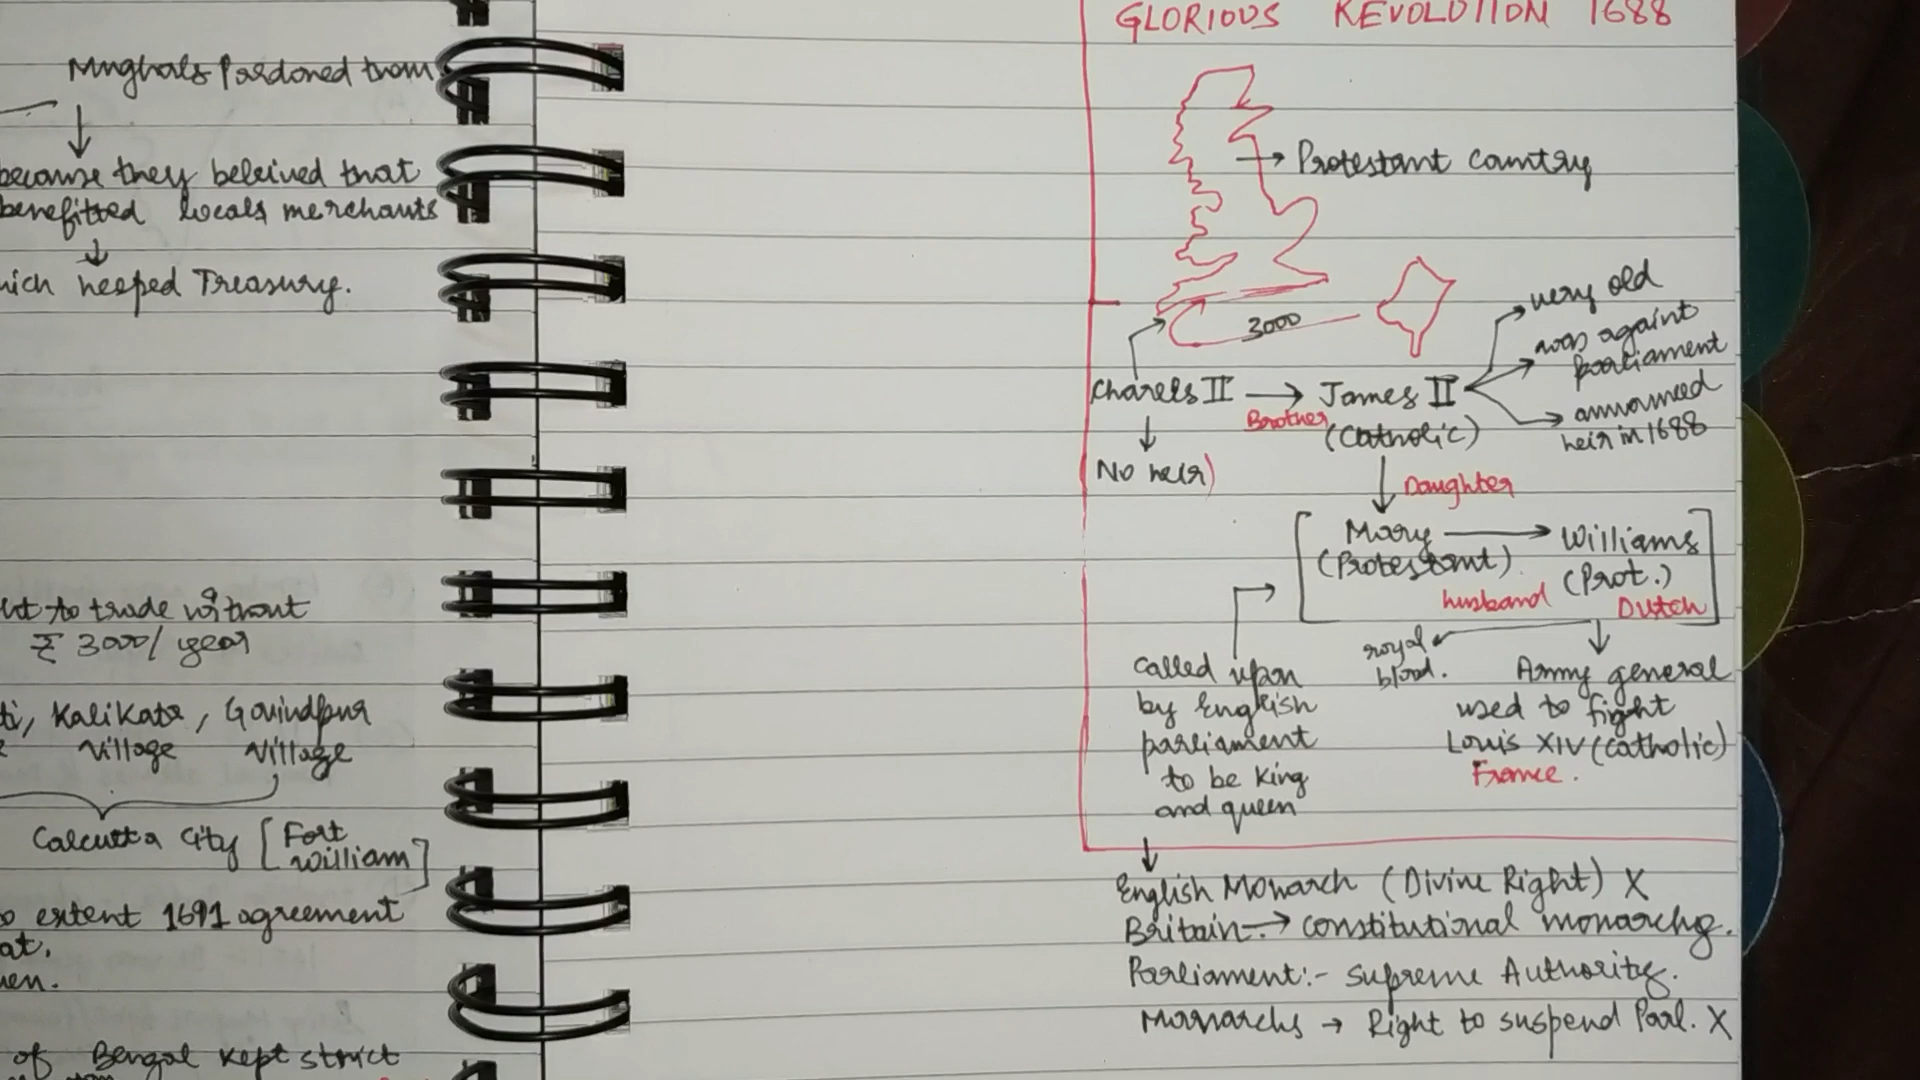 Mughals Pardoned them
because they beleived that
benefitted locals merchants
which helped Treasury.
to trade without
₹ 3000/ year
Kalikata, Govindpur
Village Village
Calcutta City [Fort William]
extent 1691 agreement
of Bengal kept strict
GLORIOUS REVOLUTION 1688
Protestant Country
3000
very old
was againt
parliament
announced
heir in 1688
Charels II → James II
Brother
(Catholic)
No heir
Daughter
Mary → Williams
(Protestant) (Prot.)
husband Dutch
royal
blood.
Army general
used to fight
Louis XIV (Catholic)
France.
called upon
by English
parliament
to be King
and queen
English Monarch (Divine Right) X
Britain → constitutional monarchy.
Parliament:- supreme Authority.
Monarchs → Right to suspend Parl. X